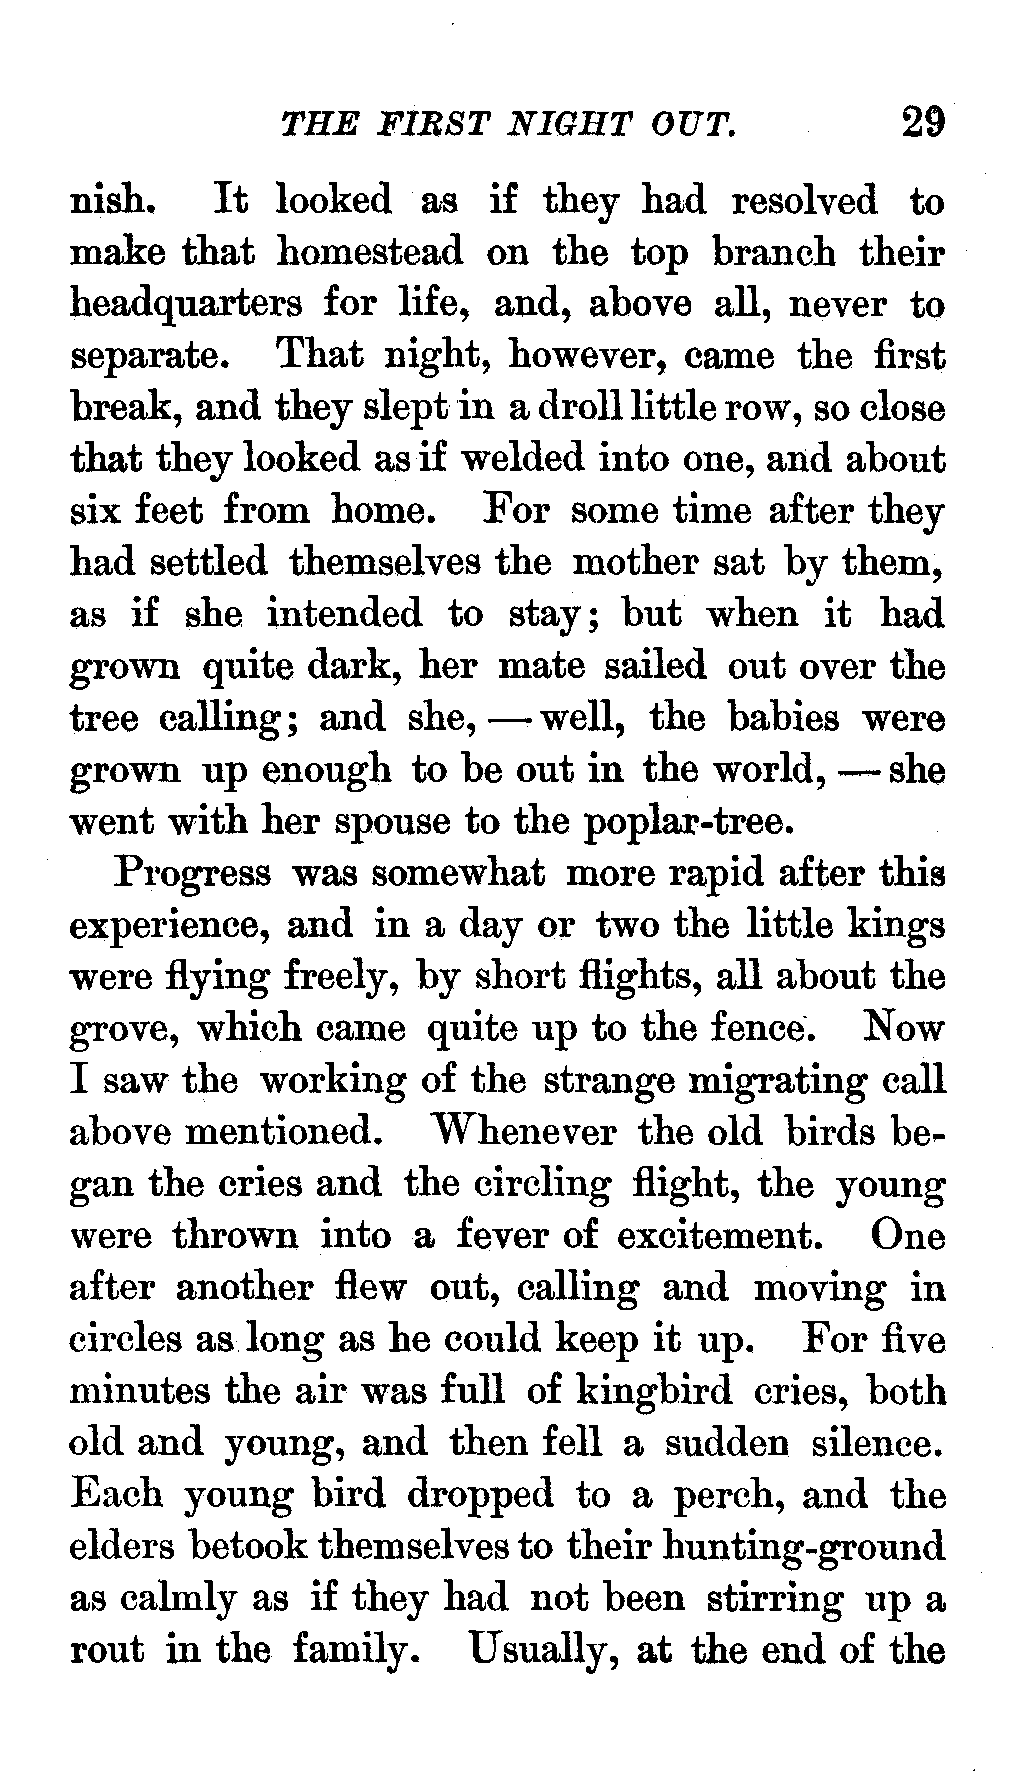 THE FIRST NIGHT OUT. 29
nish. It looked as if they had resolved to
make that homestead on the top branch their
headquarters for life, and, above all, never to
separate. That night, however, came the first
break, and they slept in a droll little row, so close
that they looked as if welded into one, and about
six feet from home. For some time after they
had settled themselves the mother sat by them,
as if she intended to stay; but when it had
grown quite dark, her mate sailed out over the
tree calling; and she, — well, the babies were
grown up enough to be out in the world, — she
went with her spouse to the poplar-tree.
Progress was somewhat more rapid after this
experience, and in a day or two the little kings
were flying freely, by short flights, all about the
grove, which came quite up to the fence. Now
I saw the working of the strange migrating call
above mentioned. Whenever the old birds be-
gan the cries and the circling flight, the young
were thrown into a fever of excitement. One
after another flew out, calling and moving in
circles as long as he could keep it up. For five
minutes the air was full of kingbird cries, both
old and young, and then fell a sudden silence.
Each young bird dropped to a perch, and the
elders betook themselves to their hunting-ground
as calmly as if they had not been stirring up a
rout in the family. Usually, at the end of the